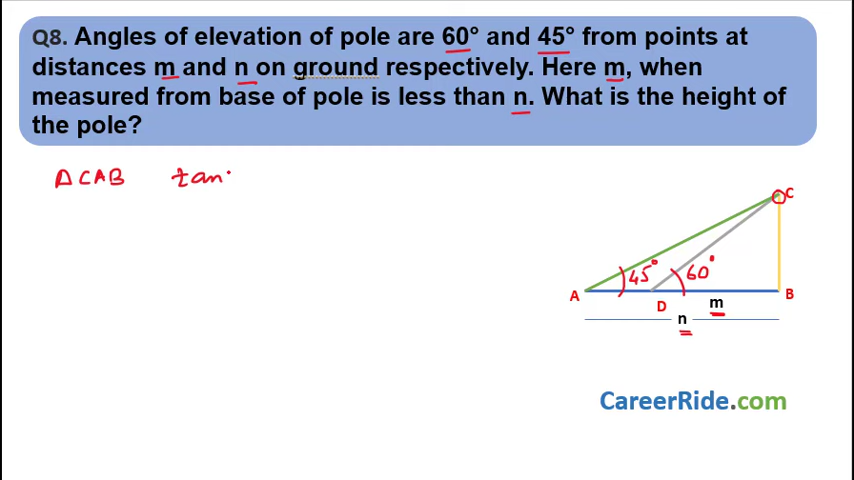 Q8. Angles of elevation of pole are 60° and 45° from points at
distances m and n on ground respectively. Here m, when
measured from base of pole is less than n. What is the height of
the pole?
Δ CAB tan
C
45° 60°
A B
D m
n
CareerRide.com